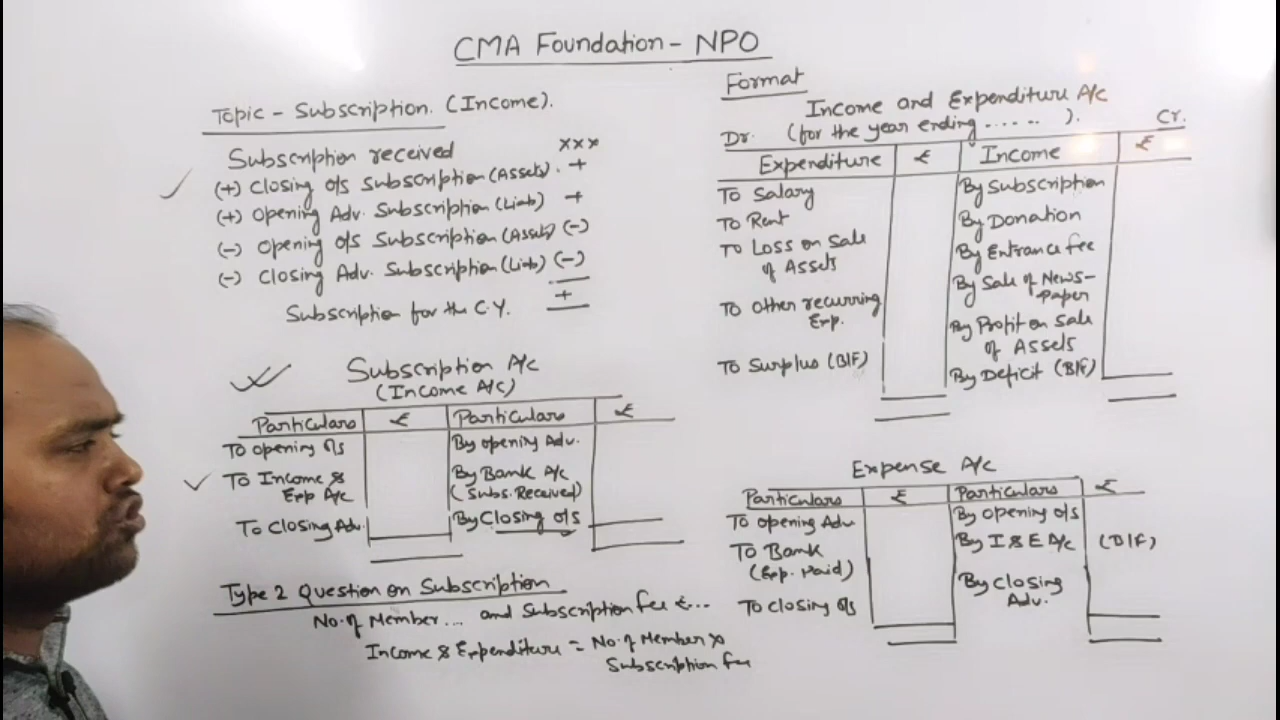 CMA Foundation - NPO
Topic - Subscription. (Income).
Subscription received xxx
(+) Closing o/s Subscription (Assets). +
(+) Opening Adv. Subscription (Liab) +
(-) Opening o/s Subscription (Asset) (-)
(-) Closing Adv. Subscription (Liab) (-)
Subscription for the C.Y. +
Subscription A/c
(Income A/c)
Particulars ₹ Particulars ₹
To opening o/s By opening Adv.
To Income & By Bank A/c
Exp A/c (Subs. Received)
To Closing Adv. By Closing o/s
Type 2 Question on Subscription
No. of Member .... and Subscription fee ₹...
Income & Expenditure = No. of Member x
Subscription fee
Format
Income and Expenditure A/c
Dr. (for the year ending ...... ). Cr.
Expenditure ₹ Income ₹
To Salary By Subscription
To Rent By Donation
To Loss on Sale By Entrance fee
of Assets By Sale of News-
paper
To Other recurring By Profit on Sale
Exp. of Assets
To Surplus (B/F) By Deficit (B/F)
Expense A/c
Particulars ₹ Particulars ₹
To opening Adv By opening o/s
To Bank By I & E A/c (B/F)
(Exp. Paid) By Closing
To closing o/s Adv.